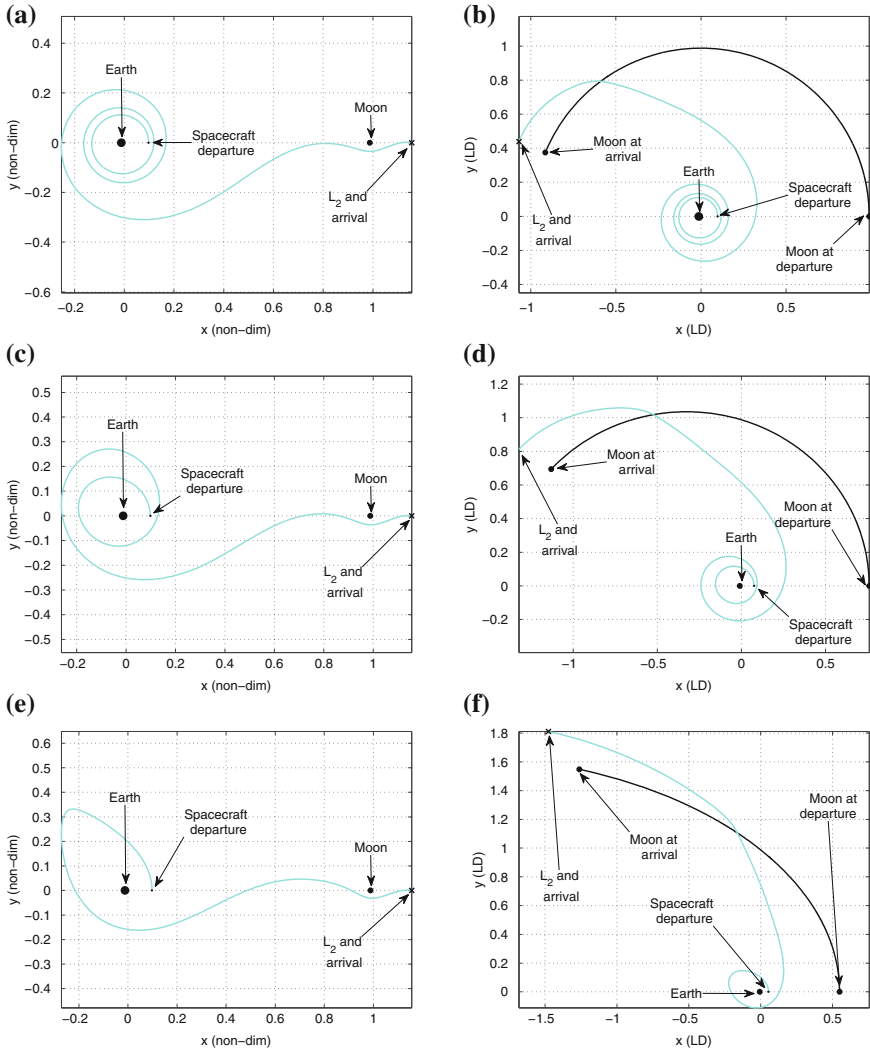 (a)
0.4
0.2
0
−0.2
−0.4
−0.6
y (non−dim)
Earth
Moon
Spacecraft
departure
L2 and
arrival
−0.2
0
0.2
0.4
0.6
0.8
1
x (non−dim)
(b)
1
0.8
0.6
0.4
0.2
0
−0.2
−0.4
y (LD)
Moon at
arrival
Earth
Spacecraft
departure
L2 and
arrival
Moon at
departure
−1
−0.5
0
0.5
x (LD)
(c)
0.5
0.4
0.3
0.2
0.1
0
−0.1
−0.2
−0.3
−0.4
−0.5
y (non−dim)
Earth
Spacecraft
departure
Moon
L2 and
arrival
−0.2
0
0.2
0.4
0.6
0.8
1
x (non−dim)
(d)
1.2
1
0.8
0.6
0.4
0.2
0
−0.2
y (LD)
Moon at
arrival
L2 and
arrival
Moon at
departure
Earth
Spacecraft
departure
−1
−0.5
0
0.5
x (LD)
(e)
0.6
0.5
0.4
0.3
0.2
0.1
0
−0.1
−0.2
−0.3
−0.4
y (non−dim)
Earth
Spacecraft
departure
Moon
L2 and
arrival
−0.2
0
0.2
0.4
0.6
0.8
1
x (non−dim)
(f)
1.8
1.6
1.4
1.2
1
0.8
0.6
0.4
0.2
0
y (LD)
Moon at
departure
Moon at
arrival
L2 and
arrival
Spacecraft
departure
Earth
−1.5
−1
−0.5
0
0.5
x (LD)